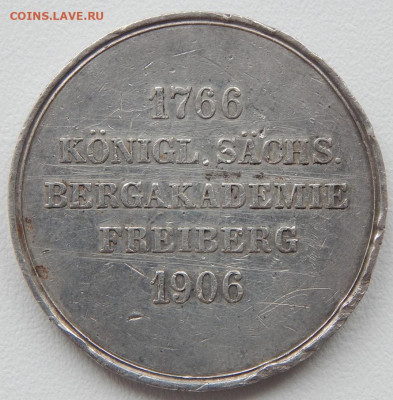 COINS.LAVE.RU
1766
KÖNIGL. SÄCHS.
BERGAKADEMIE
FREIBERG
1906